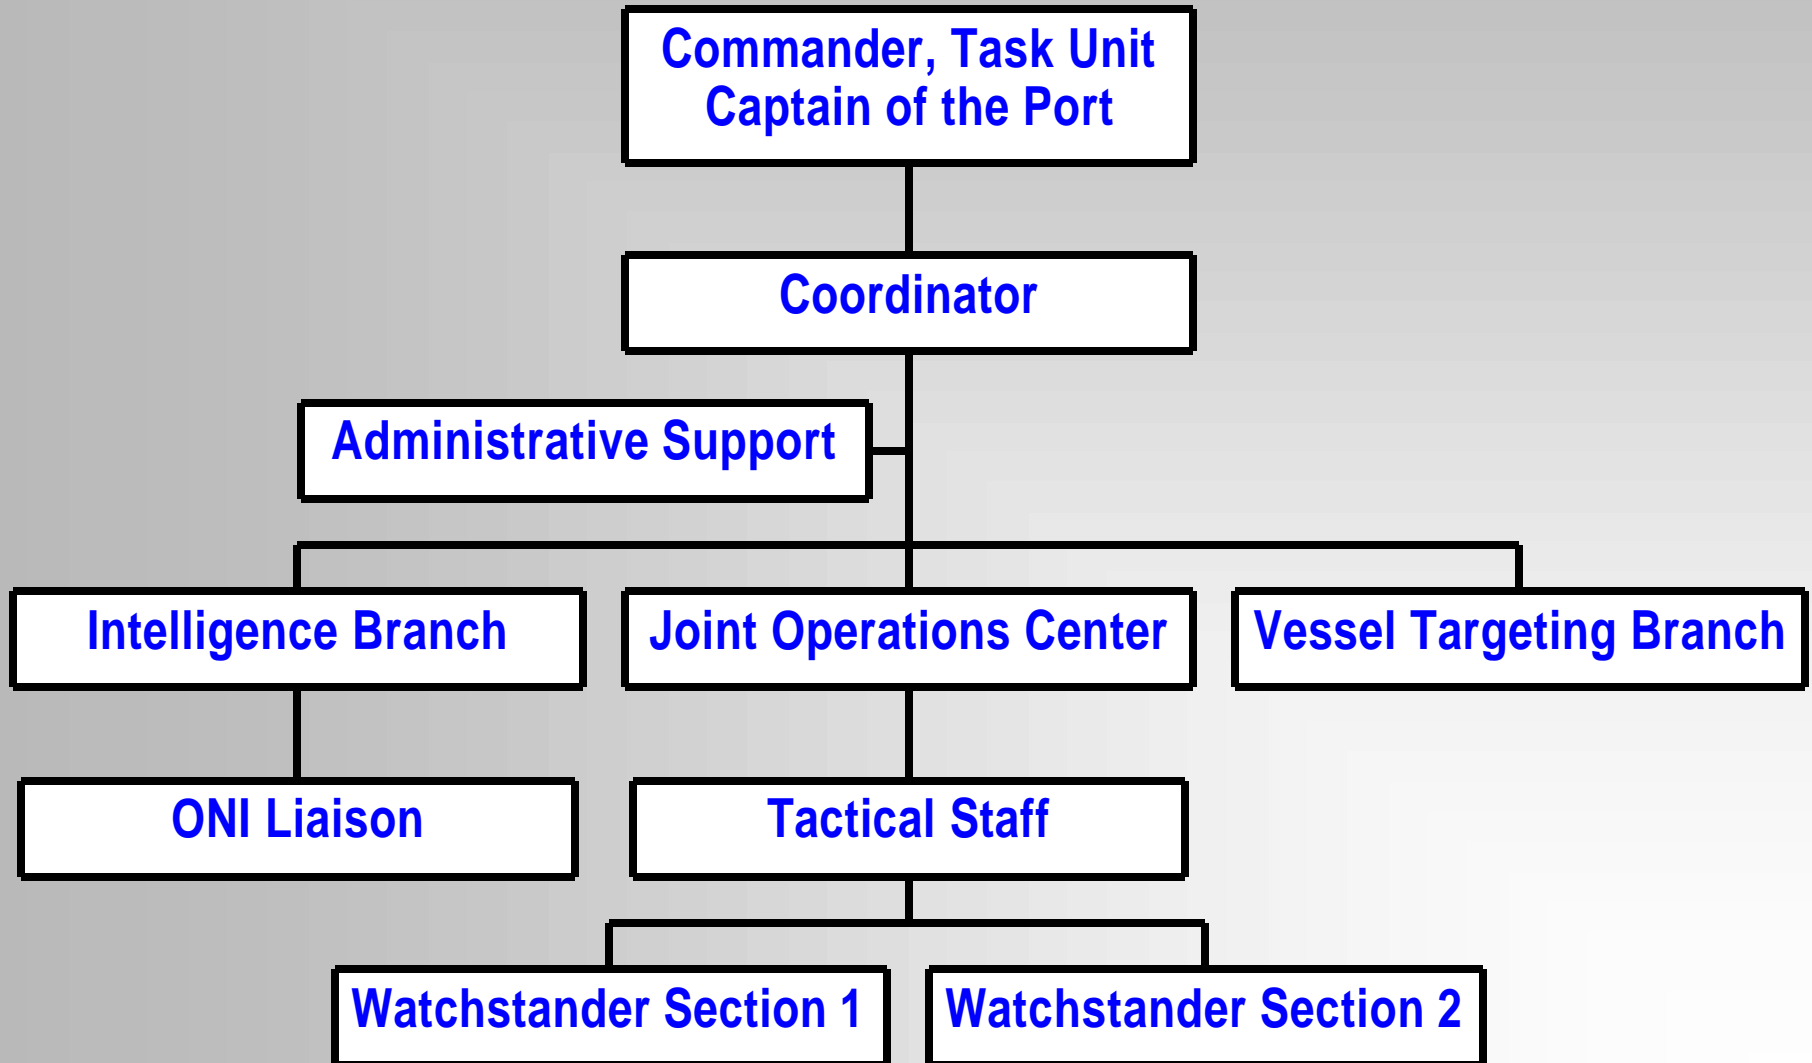 Commander, Task Unit
Captain of the Port
Coordinator
Administrative Support
Intelligence Branch
Joint Operations Center
Vessel Targeting Branch
ONI Liaison
Tactical Staff
Watchstander Section 1
Watchstander Section 2